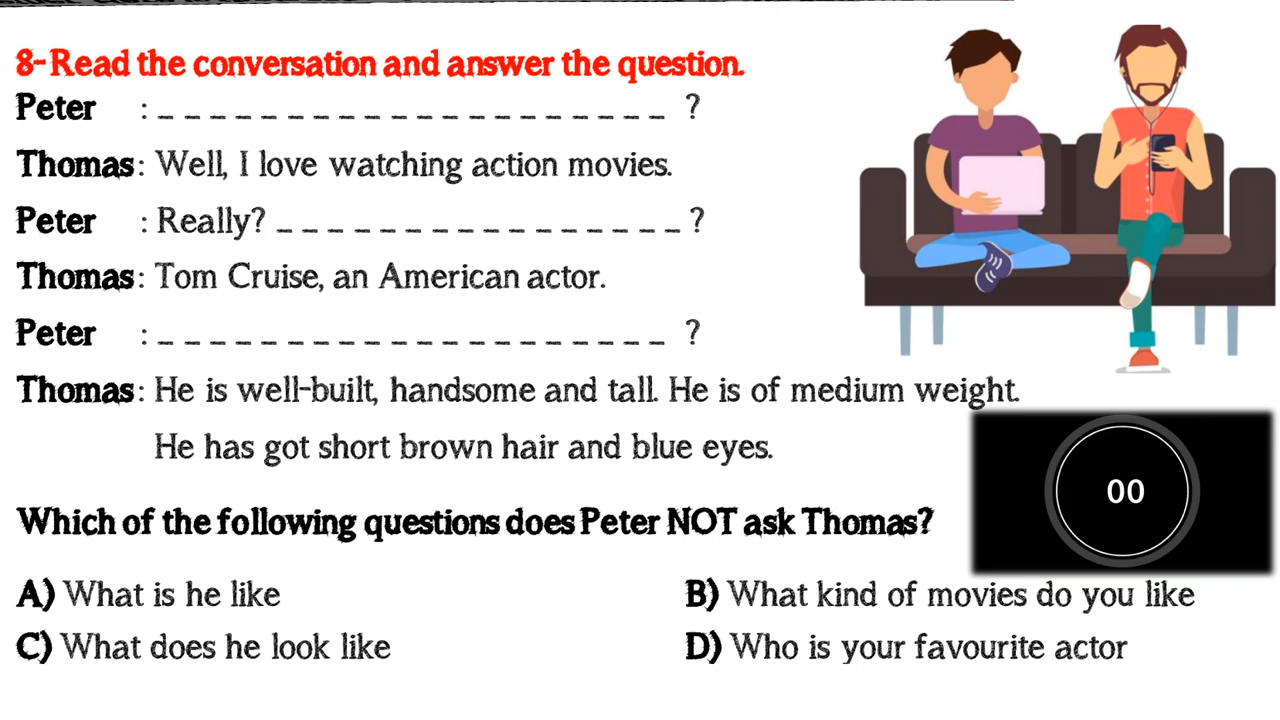 8-Read the conversation and answer the question.
Peter : _ _ _ _ _ _ _ _ _ _ _ _ _ _ _ _ _ _ _ _ ?
Thomas: Well, I love watching action movies.
Peter : Really? _ _ _ _ _ _ _ _ _ _ _ _ _ _ _ _ ?
Thomas: Tom Cruise, an American actor.
Peter : _ _ _ _ _ _ _ _ _ _ _ _ _ _ _ _ _ _ _ _ ?
Thomas: He is well-built, handsome and tall. He is of medium weight.
He has got short brown hair and blue eyes.
00
Which of the following questions does Peter NOT ask Thomas?
A) What is he like
B) What kind of movies do you like
C) What does he look like
D) Who is your favourite actor